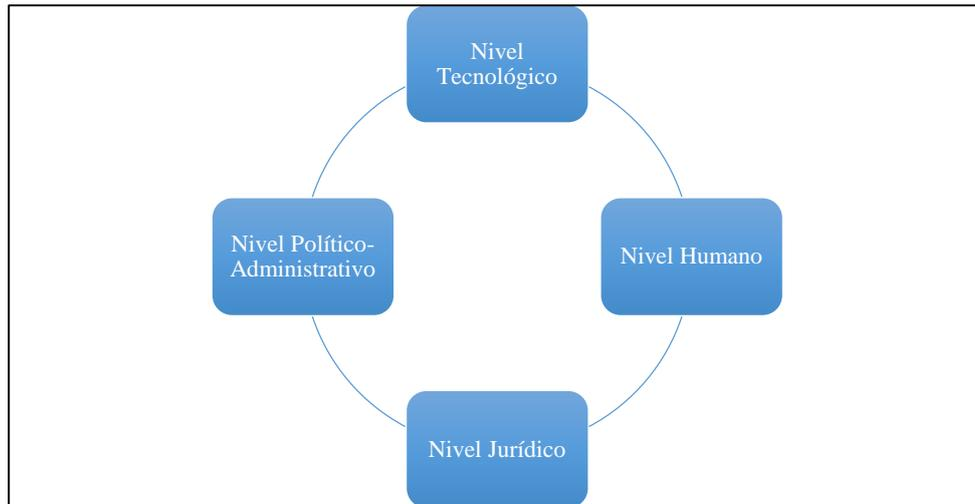 Nivel
Tecnológico
Nivel Político-
Administrativo
Nivel Humano
Nivel Jurídico